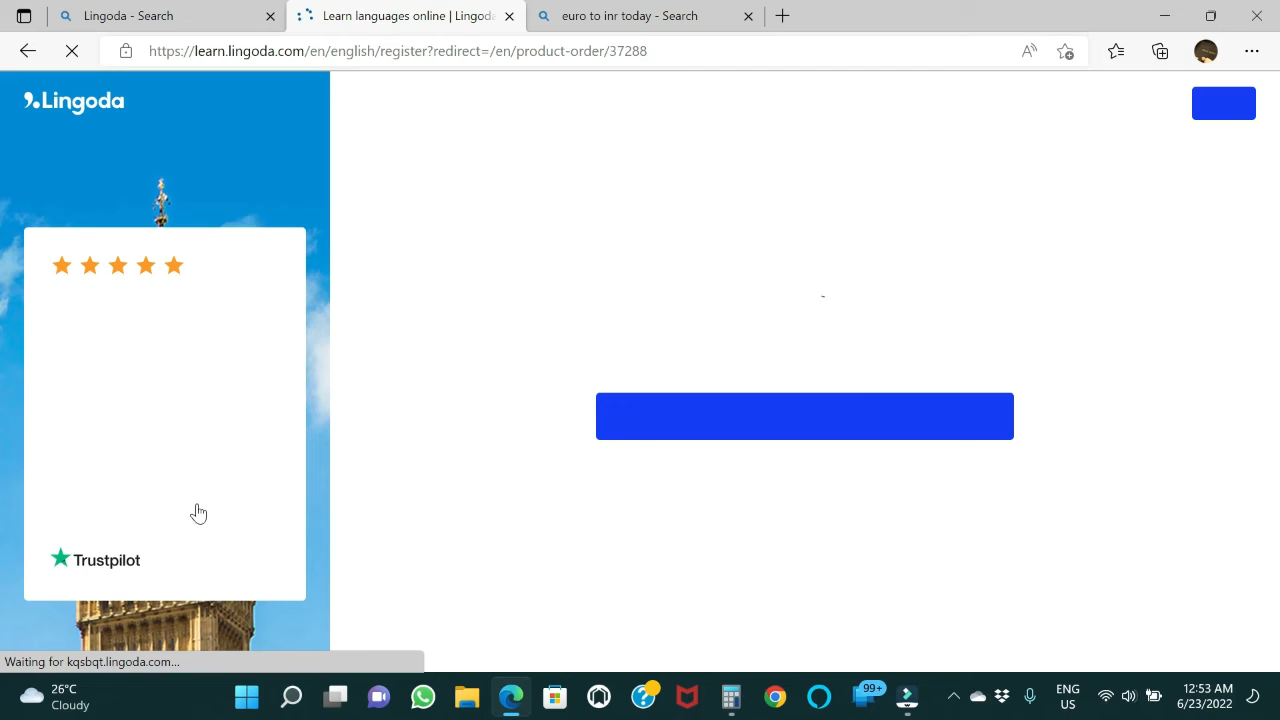 Lingoda - Search
Learn languages online | Lingoda
euro to inr today - Search
https://learn.lingoda.com/en/english/register?redirect=/en/product-order/37288
Lingoda
Trustpilot
Waiting for kqsbqt.lingoda.com...
26°C
Cloudy
99+
ENG
US
12:53 AM
6/23/2022